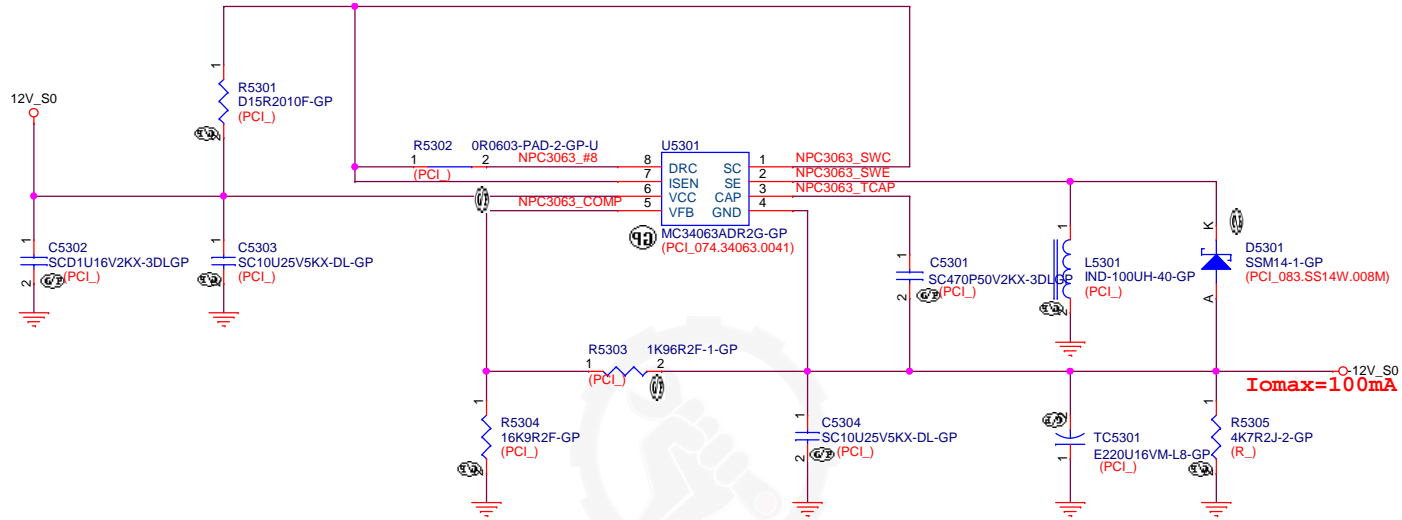 12V_S0
1
R5301
D15R2010F-GP
(PCI_)
2
R5302
0R0603-PAD-2-GP-U
1
2
(PCI_)
NPC3063_#8
NPC3063_COMP
U5301
8
7
6
5
DRC
ISEN
VCC
VFB
SC
SE
CAP
GND
1
2
3
4
NPC3063_SWC
NPC3063_SWE
NPC3063_TCAP
MC34063ADR2G-GP
(PCI_074.34063.0041)
GP
1
C5302
SCD1U16V2KX-3DLGP
(PCI_)
2
1
C5303
SC10U25V5KX-DL-GP
(PCI_)
2
1
C5301
SC470P50V2KX-3DLGP
(PCI_)
2
1
L5301
IND-100UH-40-GP
(PCI_)
2
K
D5301
SSM14-1-GP
(PCI_083.SS14W.008M)
A
R5303
1K96R2F-1-GP
1
2
(PCI_)
-12V_S0
Iomax=100mA
1
R5304
16K9R2F-GP
(PCI_)
2
1
C5304
SC10U25V5KX-DL-GP
(PCI_)
2
2
TC5301
E220U16VM-L8-GP
(PCI_)
1
1
R5305
4K7R2J-2-GP
(R_)
2